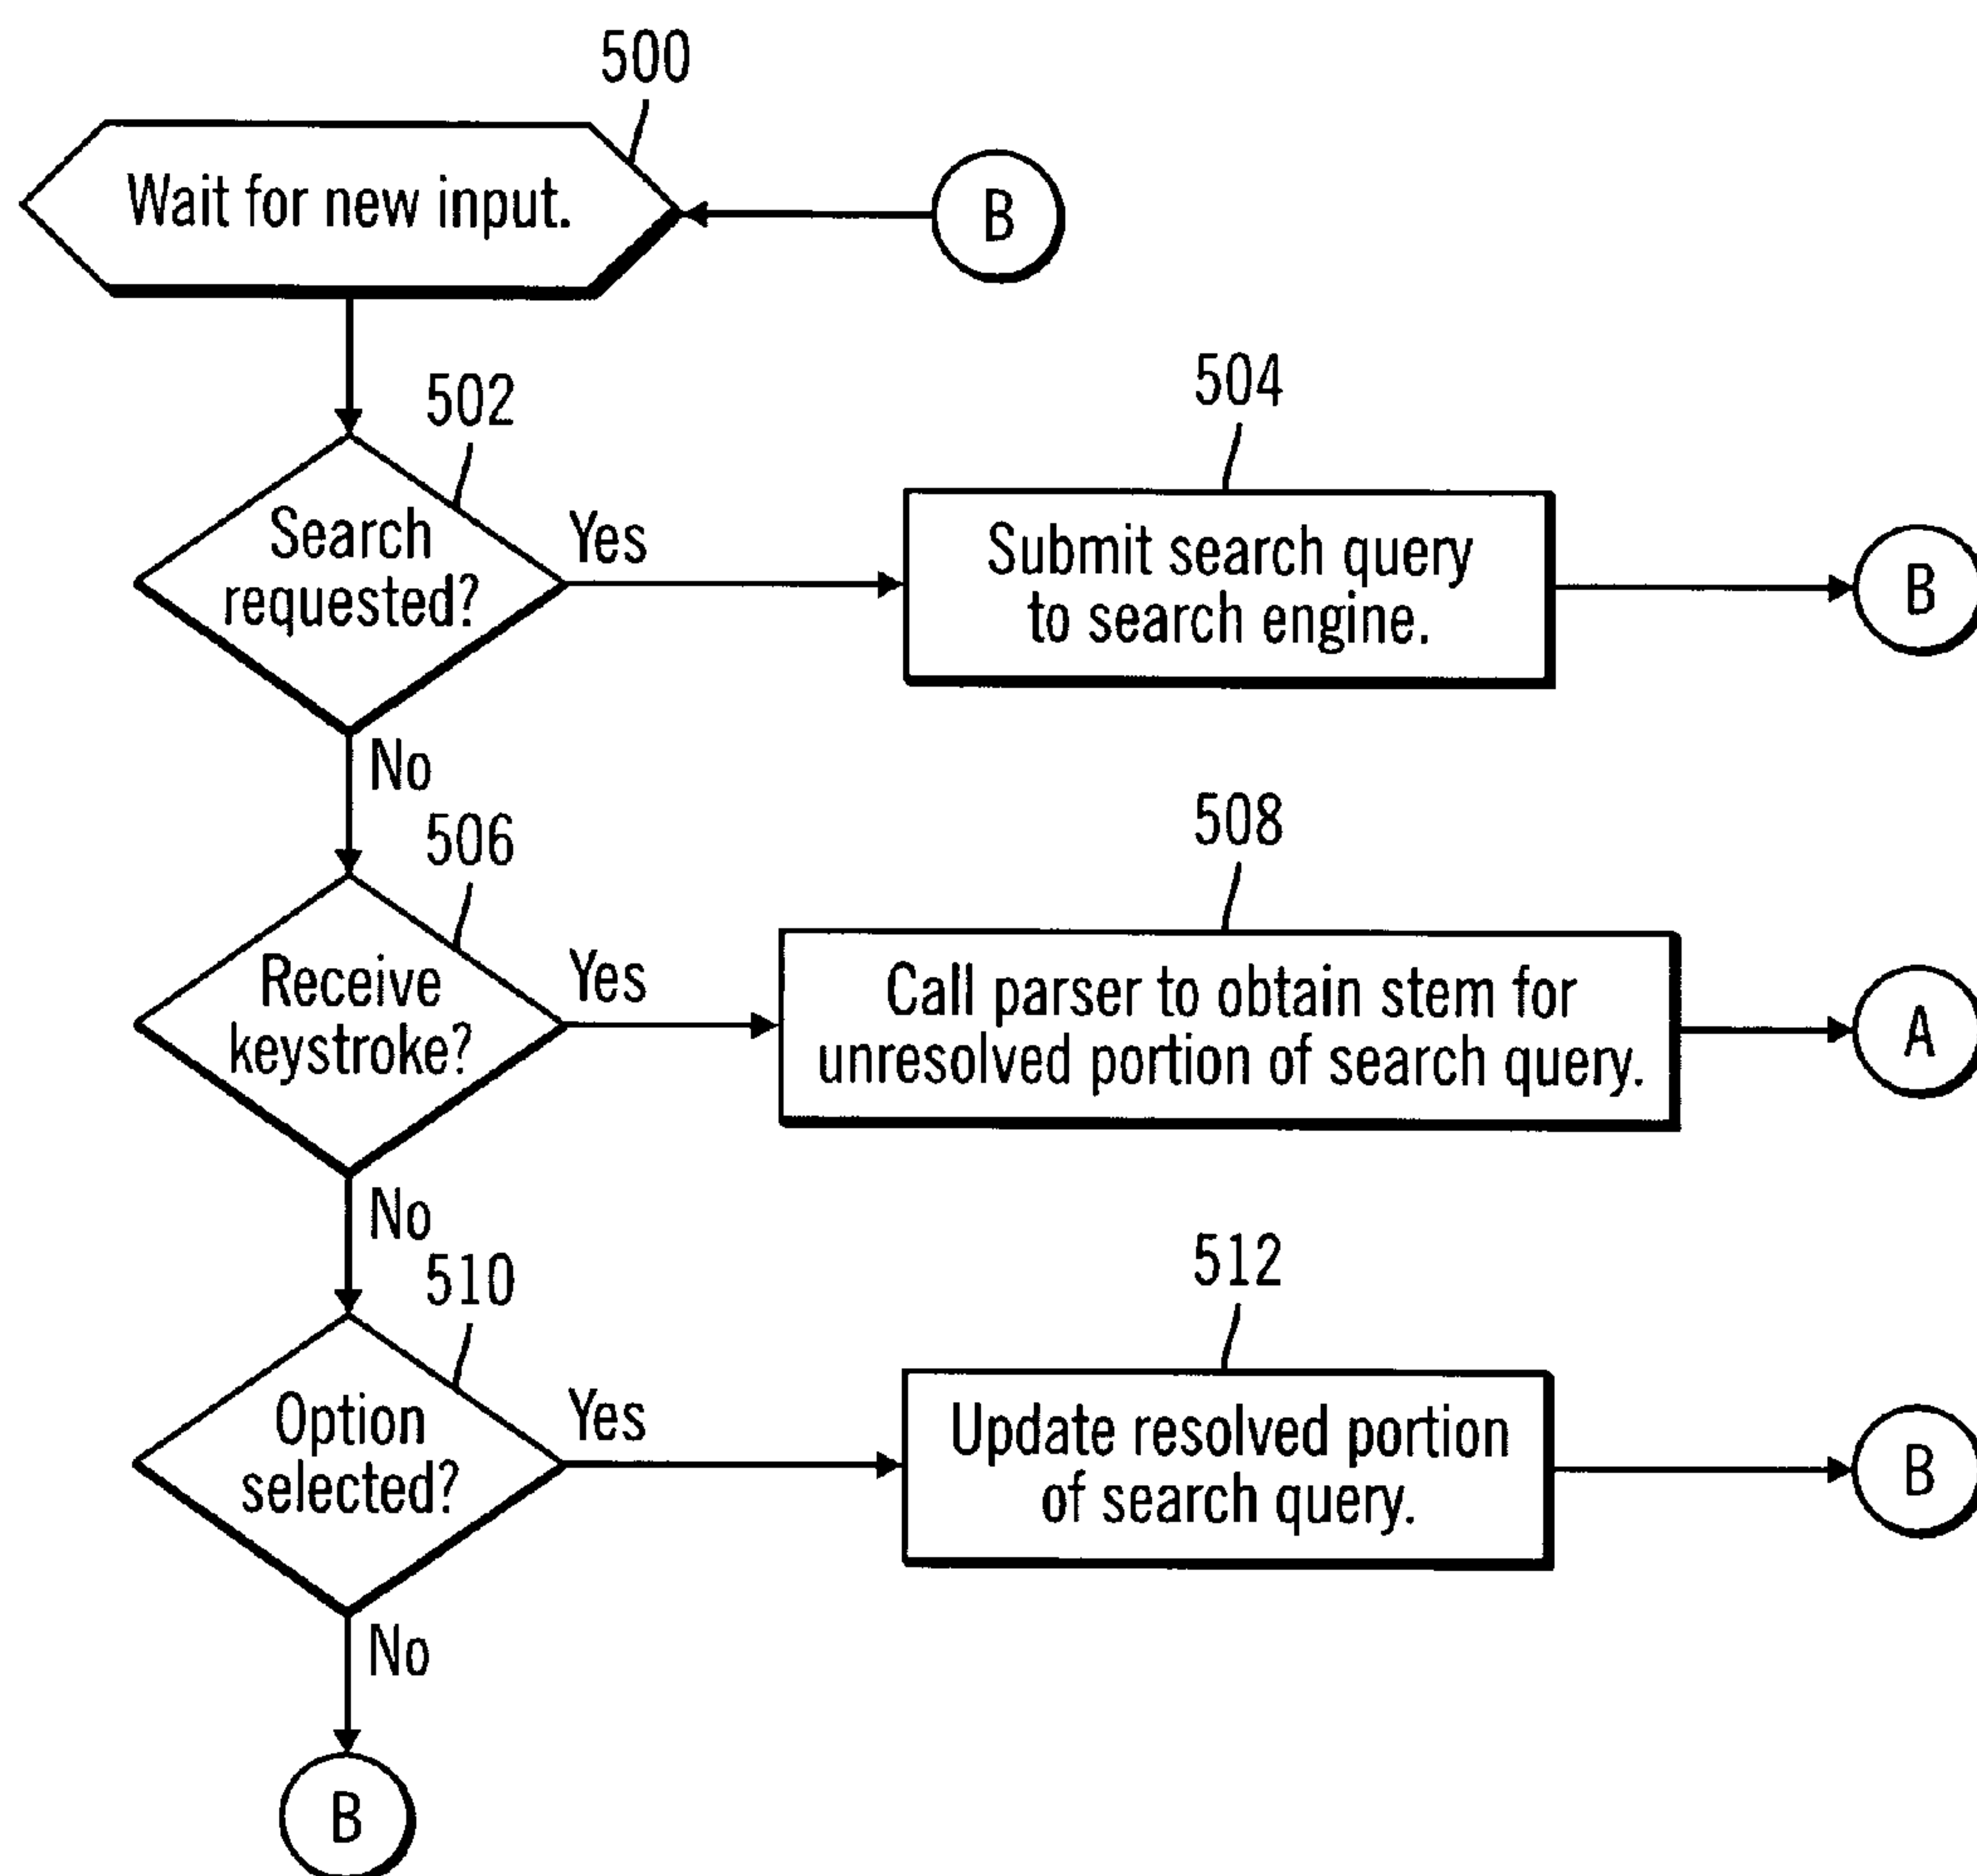 500
Wait for new input.
B
502
504
Search
requested?
Yes
Submit search query
to search engine.
B
No
506
508
Receive
keystroke?
Yes
Call parser to obtain stem for
unresolved portion of search query.
A
No
510
512
Option
selected?
Yes
Update resolved portion
of search query.
B
No
B